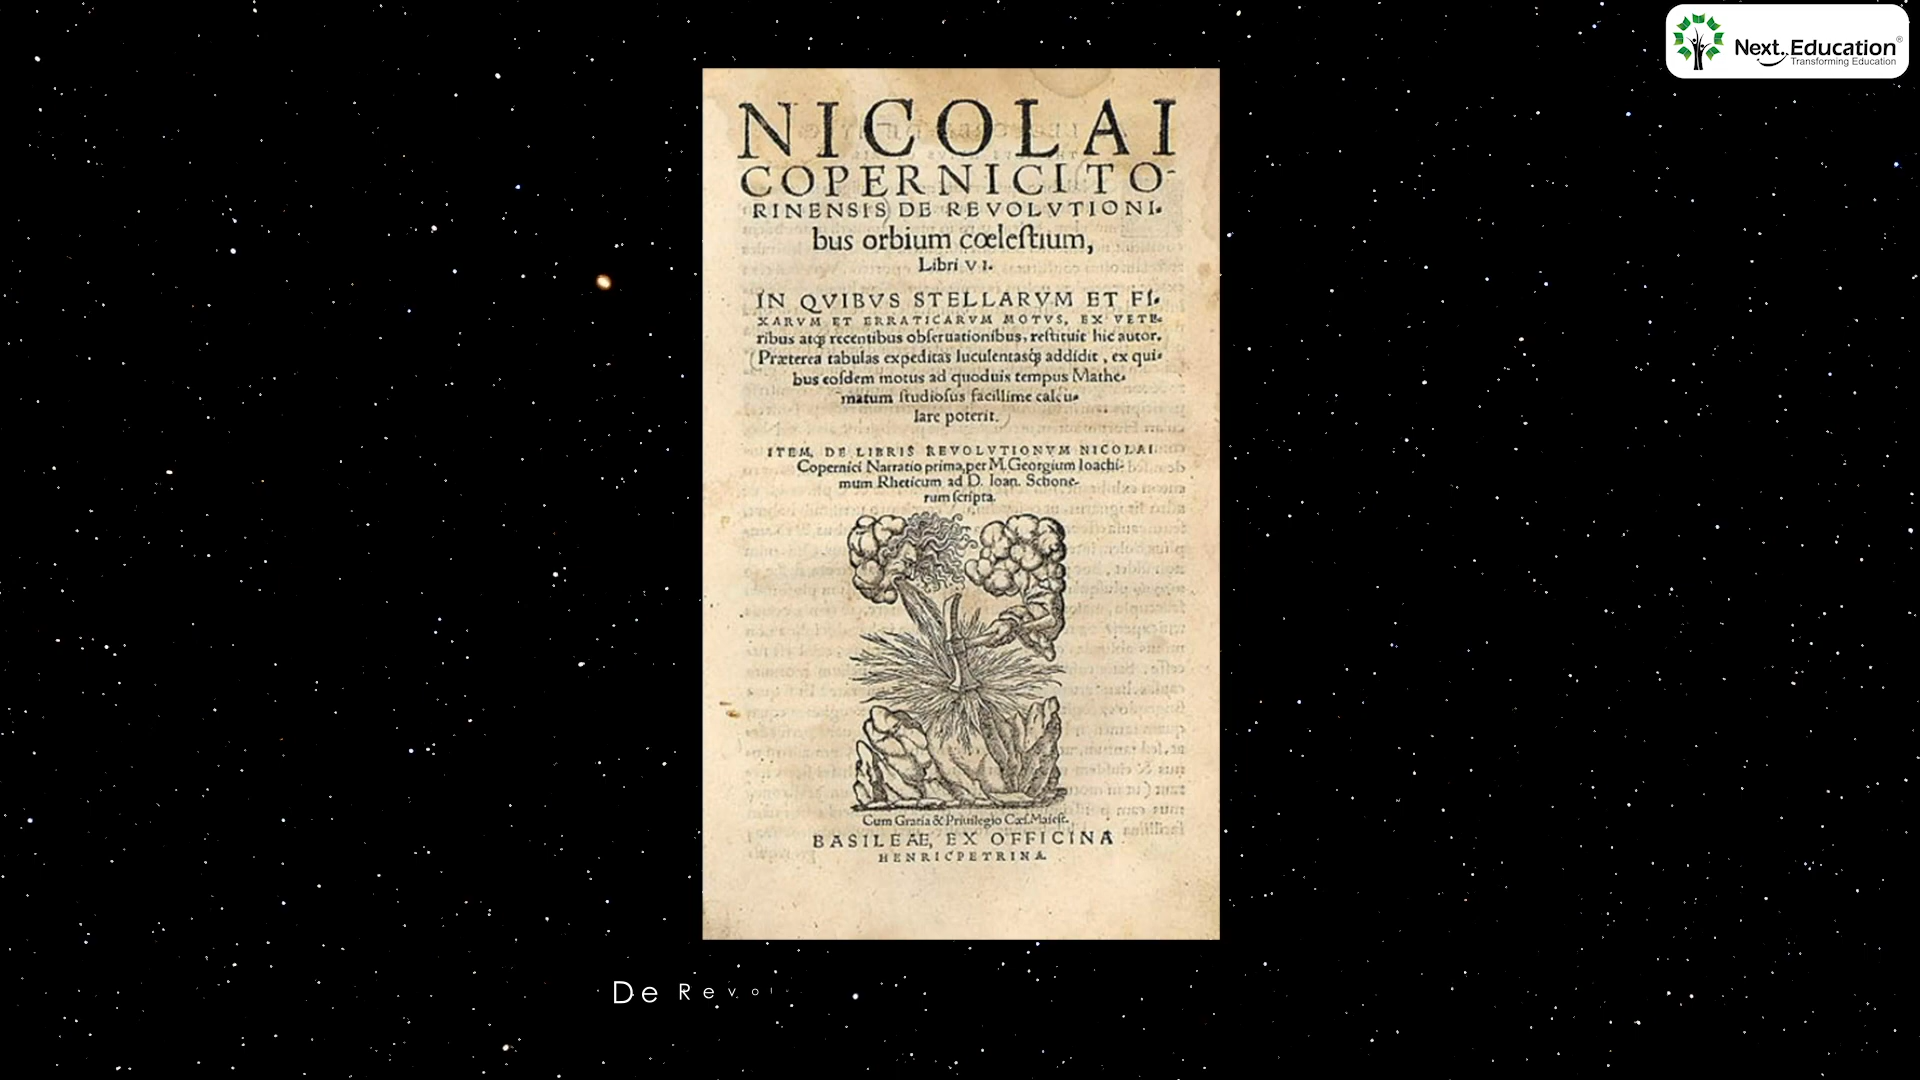 Next Education
Transforming Education
NICOLAI
COPERNICI TO-
RINENSIS DE REVOLVTIONI-
bus orbium cœleſtium,
Libri VI.
IN QVIBVS STELLARVM ET FI-
XARVM ET ERRATICARVM MOTVS, EX VETE-
ribus atqꝫ recentibus obſeruationibus, reſtituit hic autor.
Præterea tabulas expeditas luculentasqꝫ addidit, ex qui-
bus eoſdem motus ad quoduis tempus Mathe-
matum ſtudioſus facillime calcu-
lare poterit.
ITEM, DE LIBRIS REVOLVTIONVM NICOLAI
Copernici Narratio prima, per M. Georgium Ioachi-
mum Rheticum ad D. Ioan. Schone-
rum ſcripta.
Cum Gratia & Priuilegio Cæſ. Maieſt.
BASILEAE, EX OFFICINA
HENRICPETRINA.
De Revol